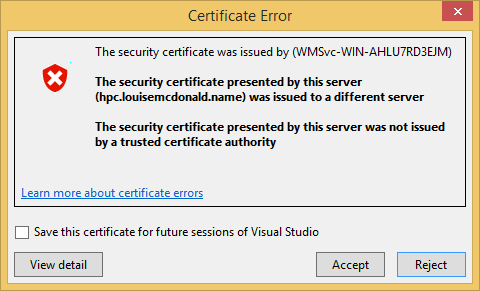 Certificate Error
The security certificate was issued by (WMSvc-WIN-AHLU7RD3EJM)
The security certificate presented by this server
(hpc.louisemcdonald.name) was issued to a different server
The security certificate presented by this server was not issued
by a trusted certificate authority
Learn more about certificate errors
Save this certificate for future sessions of Visual Studio
View detail
Accept
Reject